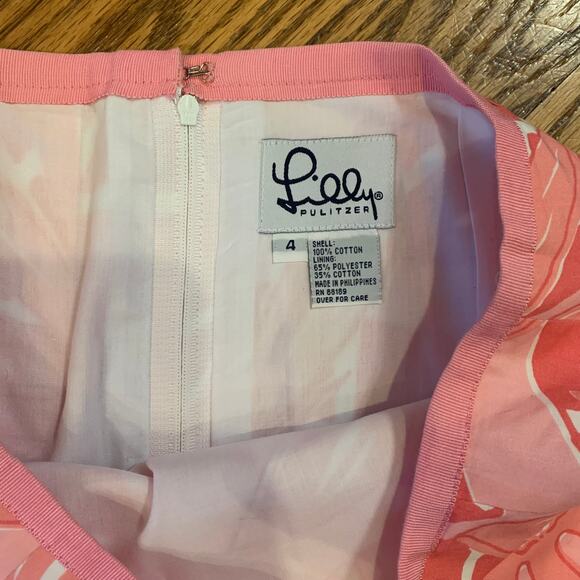 Lilly®
PULITZER
4
SHELL:
100% COTTON
LINING:
65% POLYESTER
35% COTTON
MADE IN PHILIPPINES
RN 88189
OVER FOR CARE